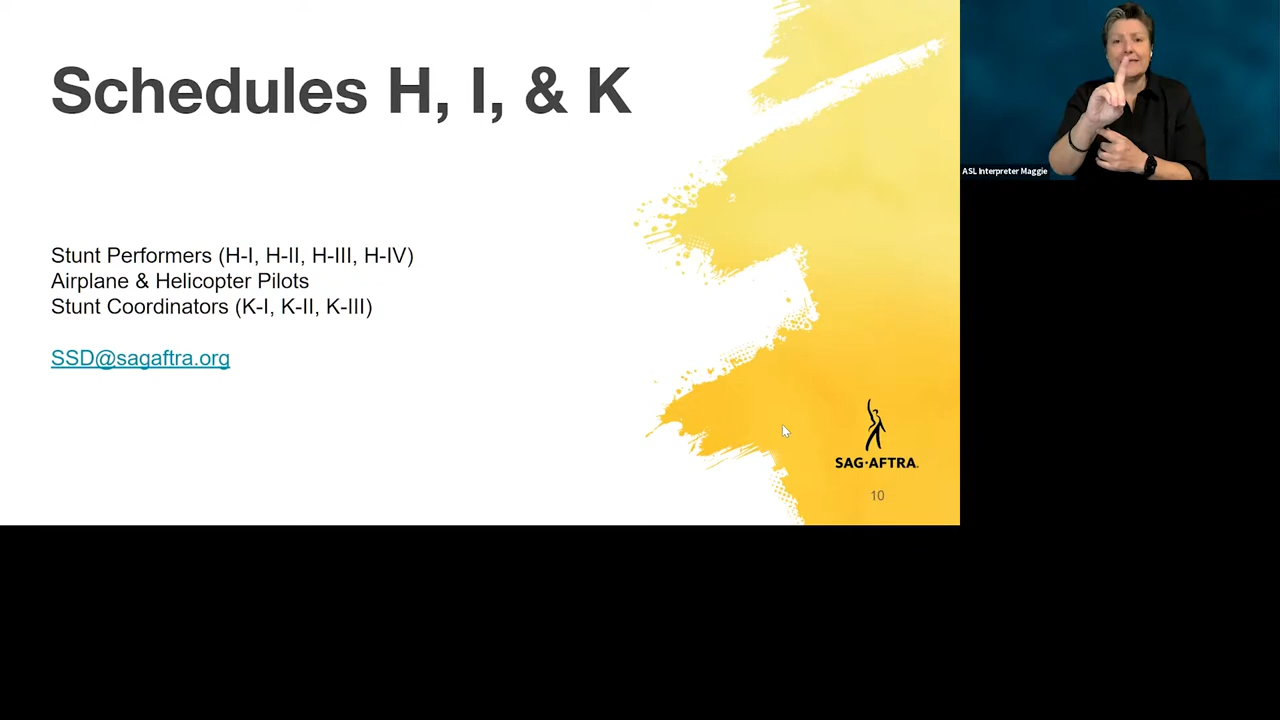 Schedules H, I, & K
Stunt Performers (H-I, H-II, H-III, H-IV)
Airplane & Helicopter Pilots
Stunt Coordinators (K-I, K-II, K-III)
SSD@sagaftra.org
SAG·AFTRA
10
ASL Interpreter Maggie